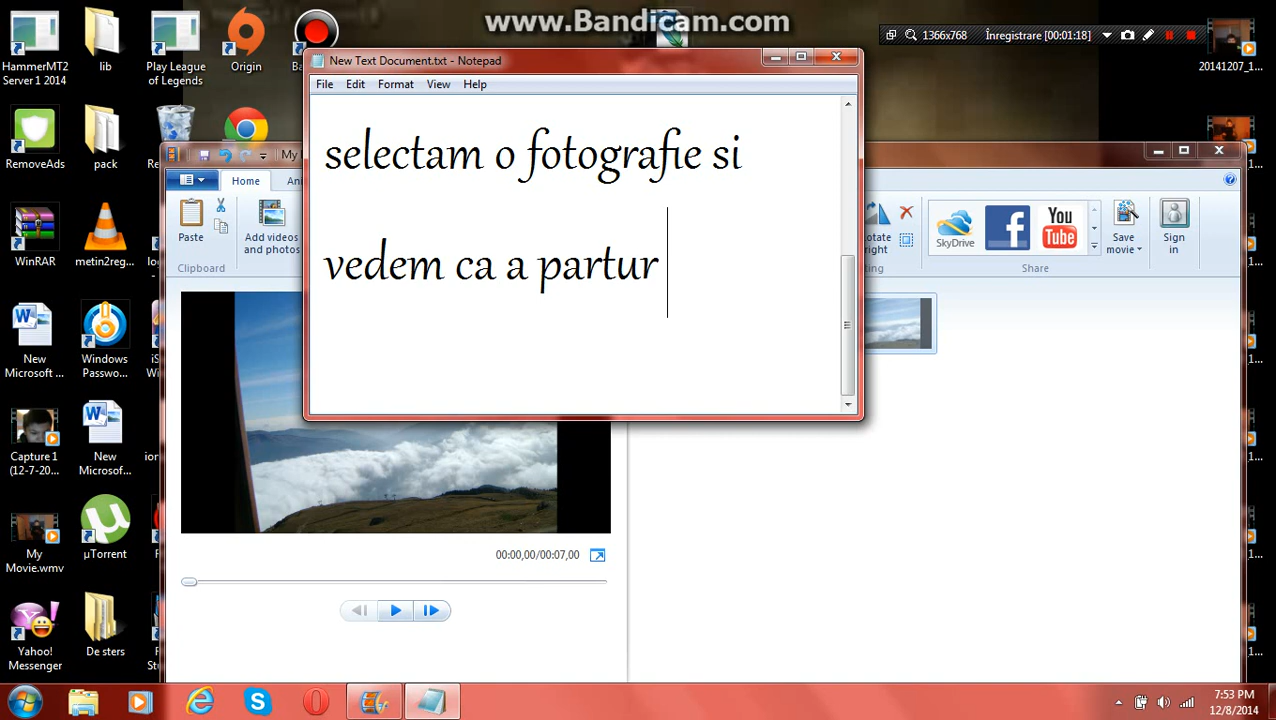 www.Bandicam.com
1366x768 Înregistrare [00:01:18]
HammerMT2 Server 1 2014
lib
Play League of Legends
Origin
20141207_1...
New Text Document.txt - Notepad
File Edit Format View Help
selectam o fotografie si
vedem ca a partur
RemoveAds
pack
My
Home
Paste
Add videos and photos
Clipboard
SkyDrive
You Tube
Save movie
Sign in
Share
WinRAR
metin2reg...
New Microsoft ...
Windows Passwo...
Capture 1 (12-7-20...
New Microsof...
My Movie.wmv
µTorrent
00:00,00/00:07,00
Yahoo! Messenger
De sters
7:53 PM
12/8/2014